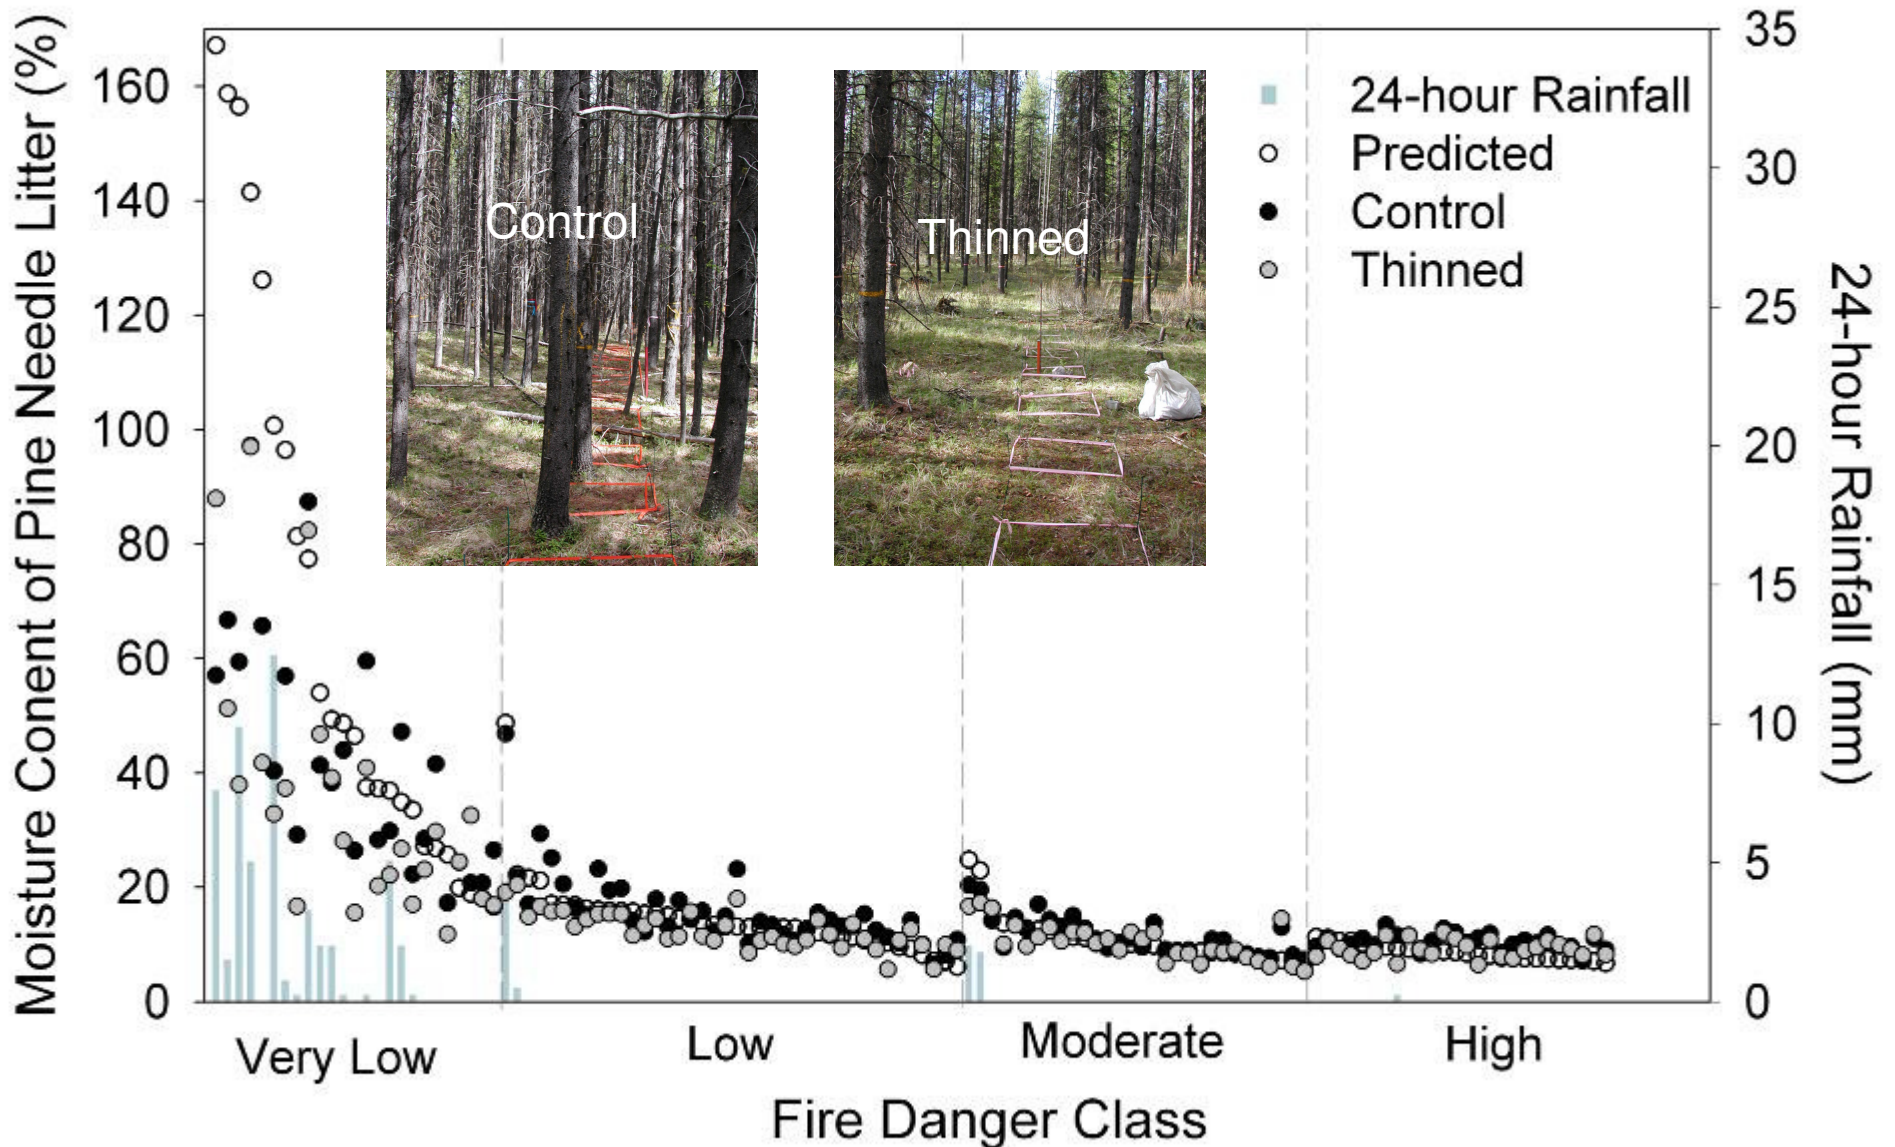 Moisture Conent of Pine Needle Litter (%)
160
140
120
100
80
60
40
20
0
Control
Thinned
24-hour Rainfall
Predicted
Control
Thinned
35
30
25
20
15
10
5
0
24-hour Rainfall (mm)
Very Low
Low
Moderate
High
Fire Danger Class